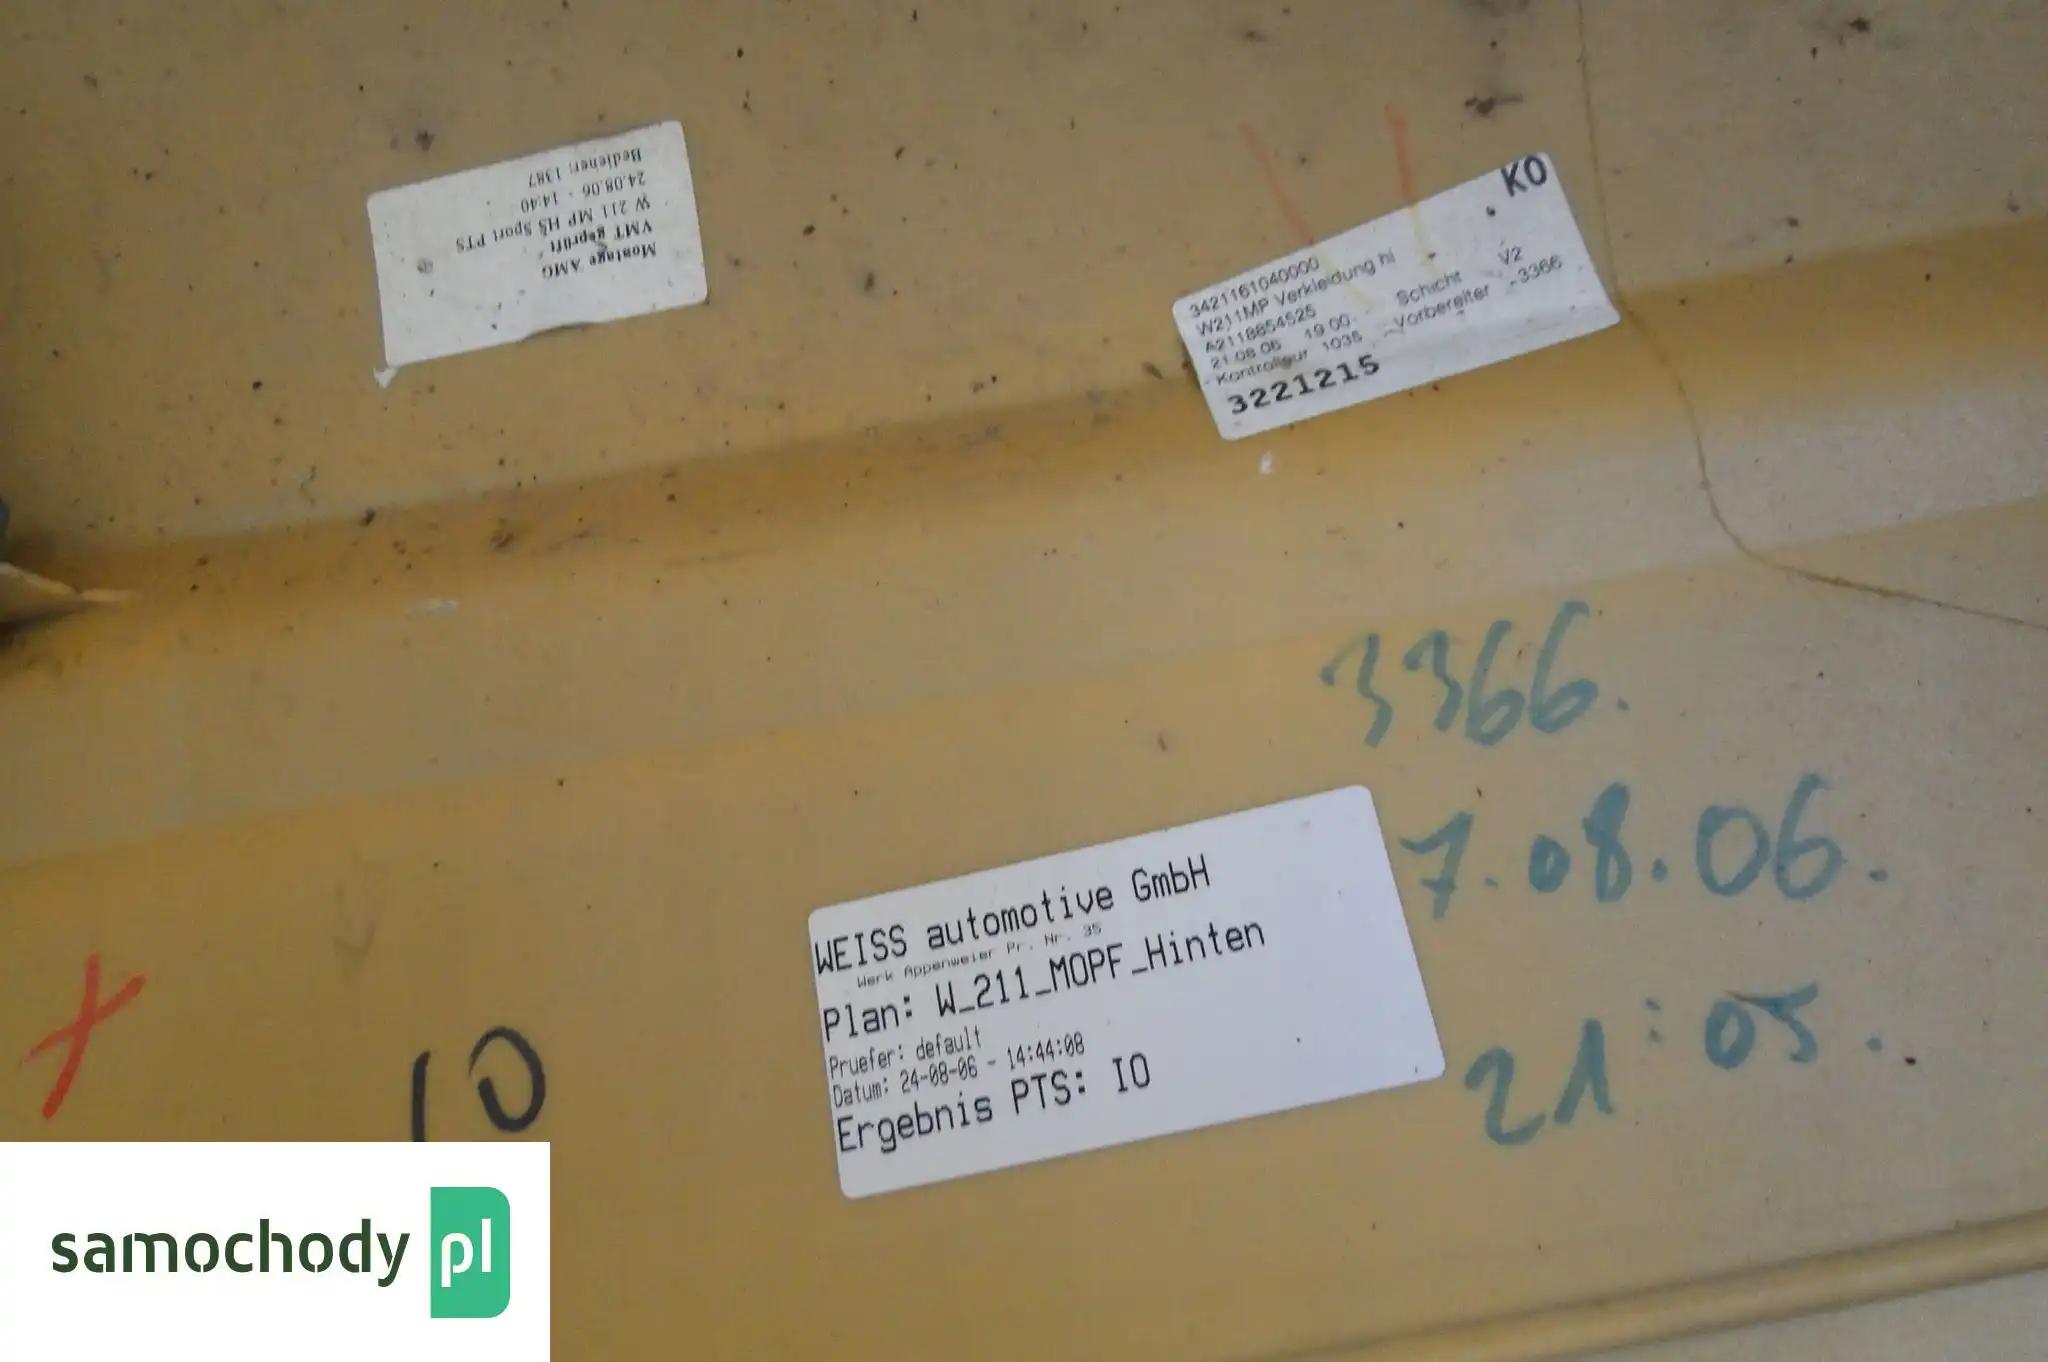 Montage AMG
VMT geprüft
W 211 MP HS Sport PTS
24.08.06 - 14:40
Bediener: 1387
KO
3421161040000
W211MP Verkleidung hi
A2118854525
21.08.06 19.00 Schicht V2
Kontrolleur 1035 Vorbereiter 3366
3221215
3366.
7.08.06.
21:05.
WEISS automotive GmbH
Werk Appenweier Pr. Nr. 35
Plan: W_211_MOPF_Hinten
Pruefer: default
Datum: 24-08-06 - 14:44:08
Ergebnis PTS: IO
IO
samochody pl